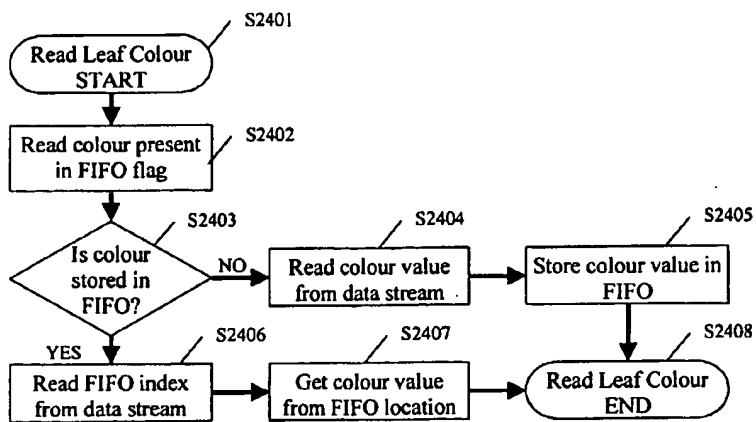 S2401
Read Leaf Colour
START
S2402
Read colour present
in FIFO flag
S2403
Is colour
stored in
FIFO?
NO
S2404
Read colour value
from data stream
S2405
Store colour value in
FIFO
YES
S2406
Read FIFO index
from data stream
S2407
Get colour value
from FIFO location
S2408
Read Leaf Colour
END